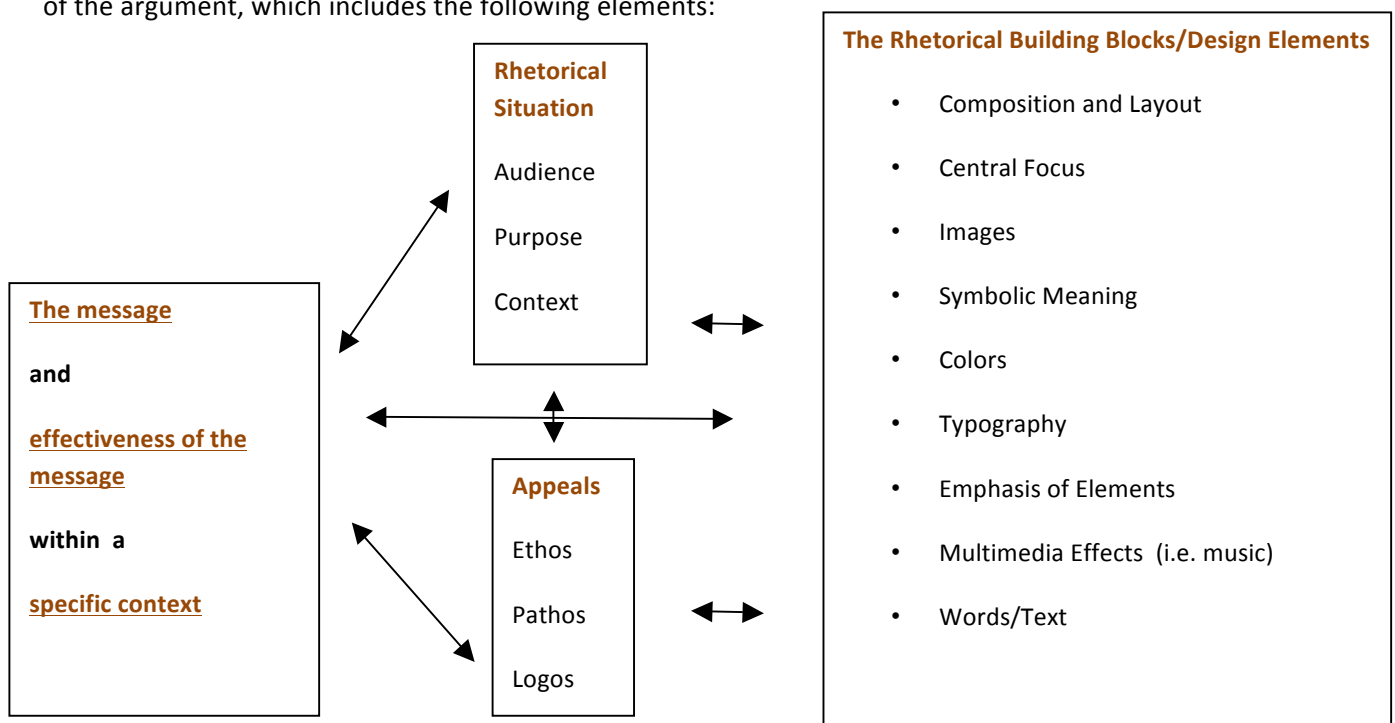 of the argument, which includes the following elements:
The message
and
effectiveness of the
message
within a
specific context
Rhetorical
Situation
Audience
Purpose
Context
Appeals
Ethos
Pathos
Logos
The Rhetorical Building Blocks/Design Elements
• Composition and Layout
• Central Focus
• Images
• Symbolic Meaning
• Colors
• Typography
• Emphasis of Elements
• Multimedia Effects (i.e. music)
• Words/Text